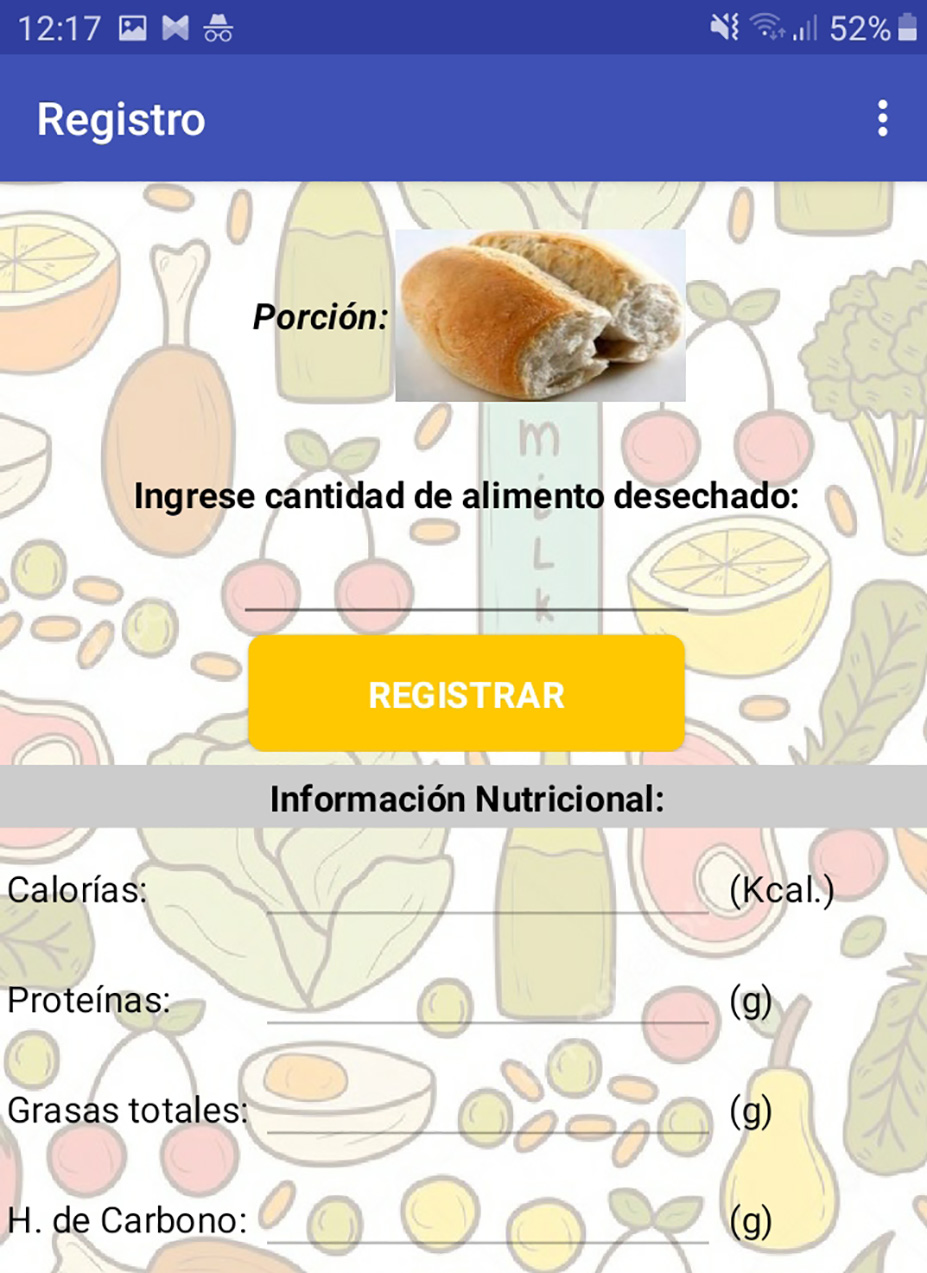 12:17 52%
Registro
Porción:
milk
Ingrese cantidad de alimento desechado:
REGISTRAR
Información Nutricional:
Calorías: (Kcal.)
Proteínas: (g)
Grasas totales: (g)
H. de Carbono: (g)